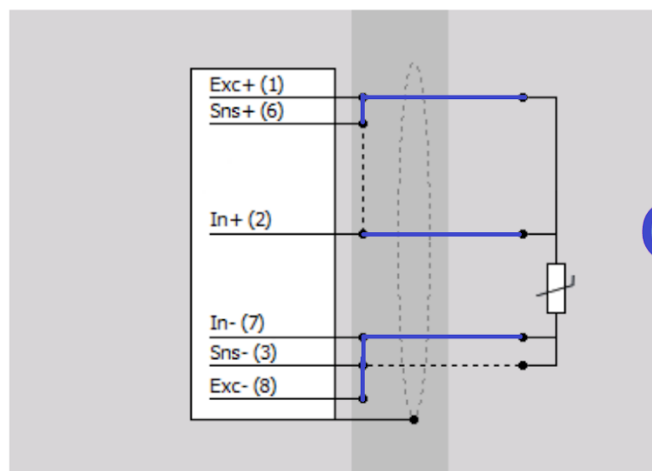 Exc+ (1)
Sns+ (6)
In+ (2)
In- (7)
Sns- (3)
Exc- (8)